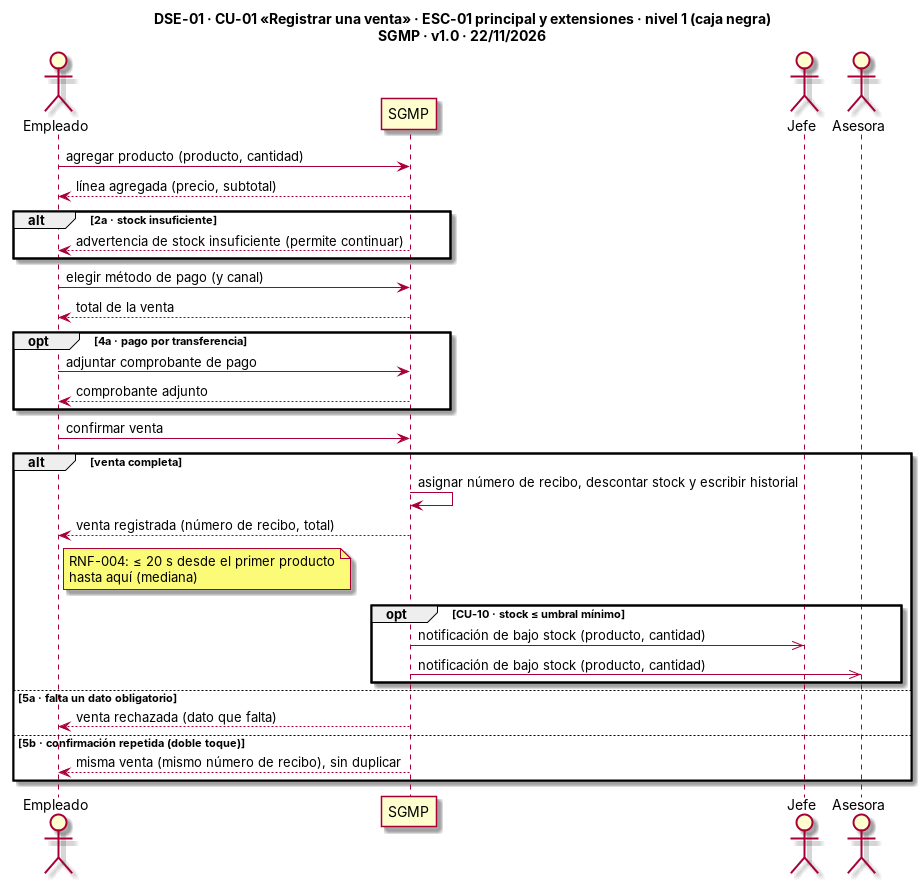 DSE-01 · CU-01 «Registrar una venta» · ESC-01 principal y extensiones · nivel 1 (caja negra)
SGMP · v1.0 · 22/11/2026
Empleado
SGMP
Jefe
Asesora
agregar producto (producto, cantidad)
línea agregada (precio, subtotal)
alt
[2a · stock insuficiente]
advertencia de stock insuficiente (permite continuar)
elegir método de pago (y canal)
total de la venta
opt
[4a · pago por transferencia]
adjuntar comprobante de pago
comprobante adjunto
confirmar venta
alt
[venta completa]
asignar número de recibo, descontar stock y escribir historial
venta registrada (número de recibo, total)
RNF-004: ≤ 20 s desde el primer producto
hasta aquí (mediana)
opt
[CU-10 · stock ≤ umbral mínimo]
notificación de bajo stock (producto, cantidad)
notificación de bajo stock (producto, cantidad)
[5a · falta un dato obligatorio]
venta rechazada (dato que falta)
[5b · confirmación repetida (doble toque)]
misma venta (mismo número de recibo), sin duplicar
Empleado
SGMP
Jefe
Asesora